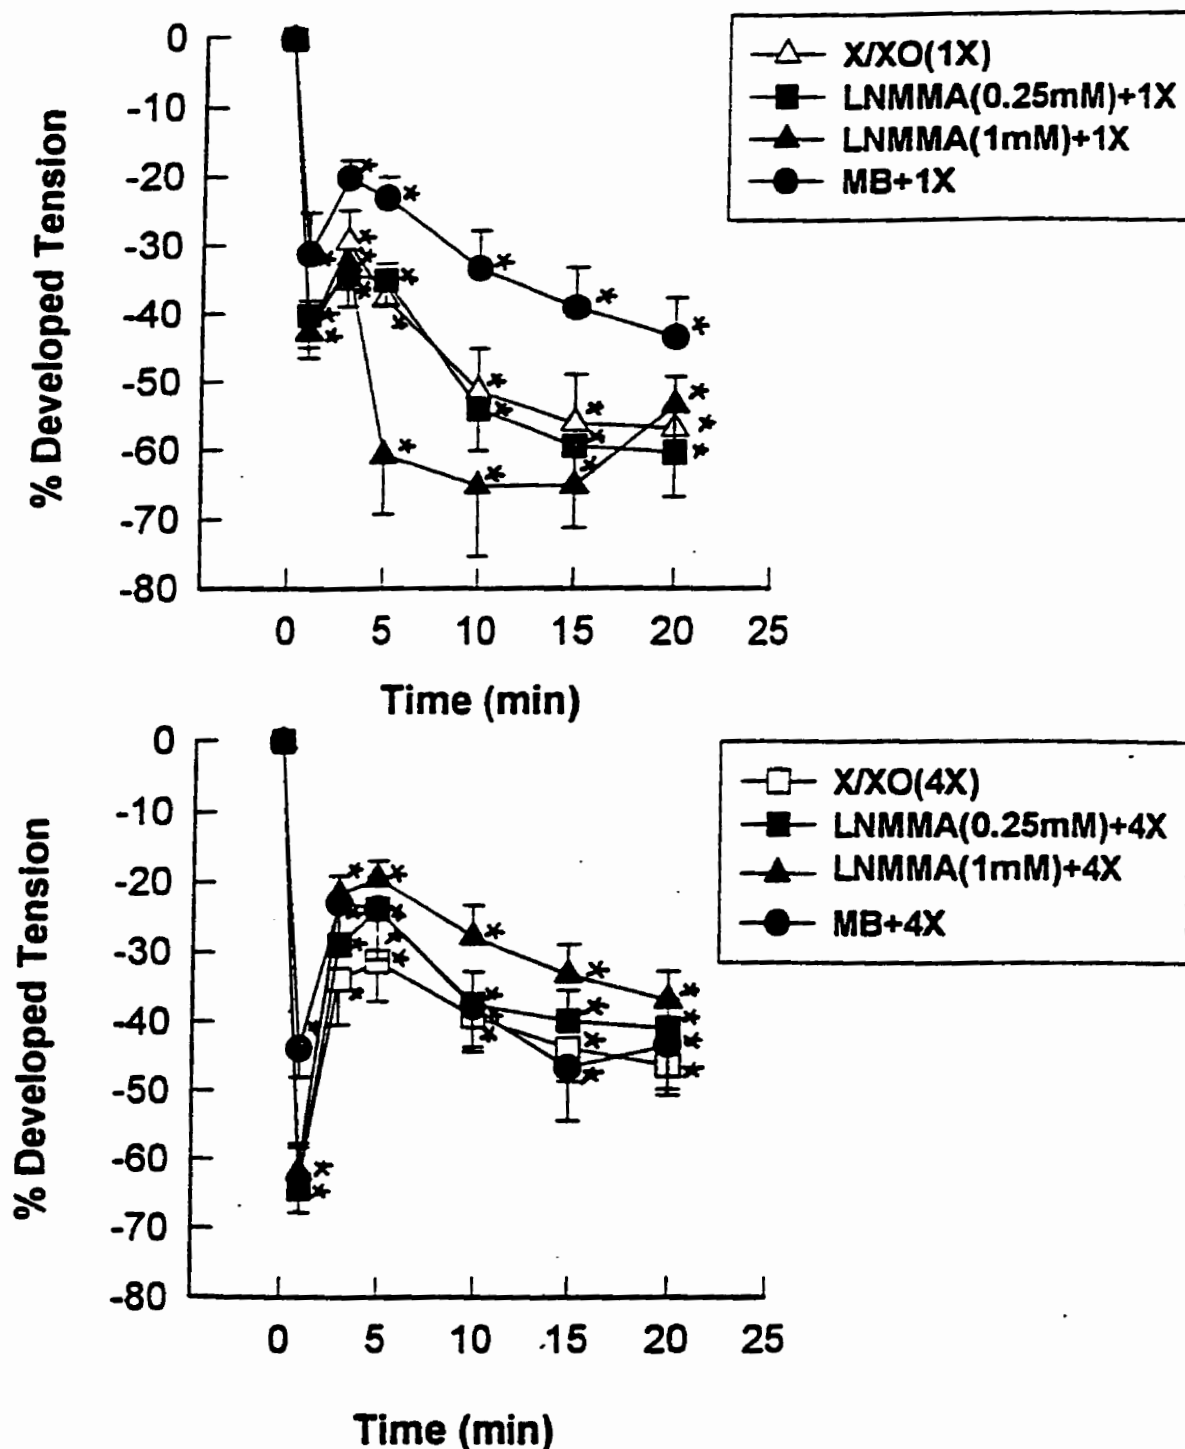 % Developed Tension
0
-10
-20
-30
-40
-50
-60
-70
-80
0 5 10 15 20 25
Time (min)
X/XO(1X)
LNMMA(0.25mM)+1X
LNMMA(1mM)+1X
MB+1X
% Developed Tension
0
-10
-20
-30
-40
-50
-60
-70
-80
0 5 10 15 20 25
Time (min)
X/XO(4X)
LNMMA(0.25mM)+4X
LNMMA(1mM)+4X
MB+4X